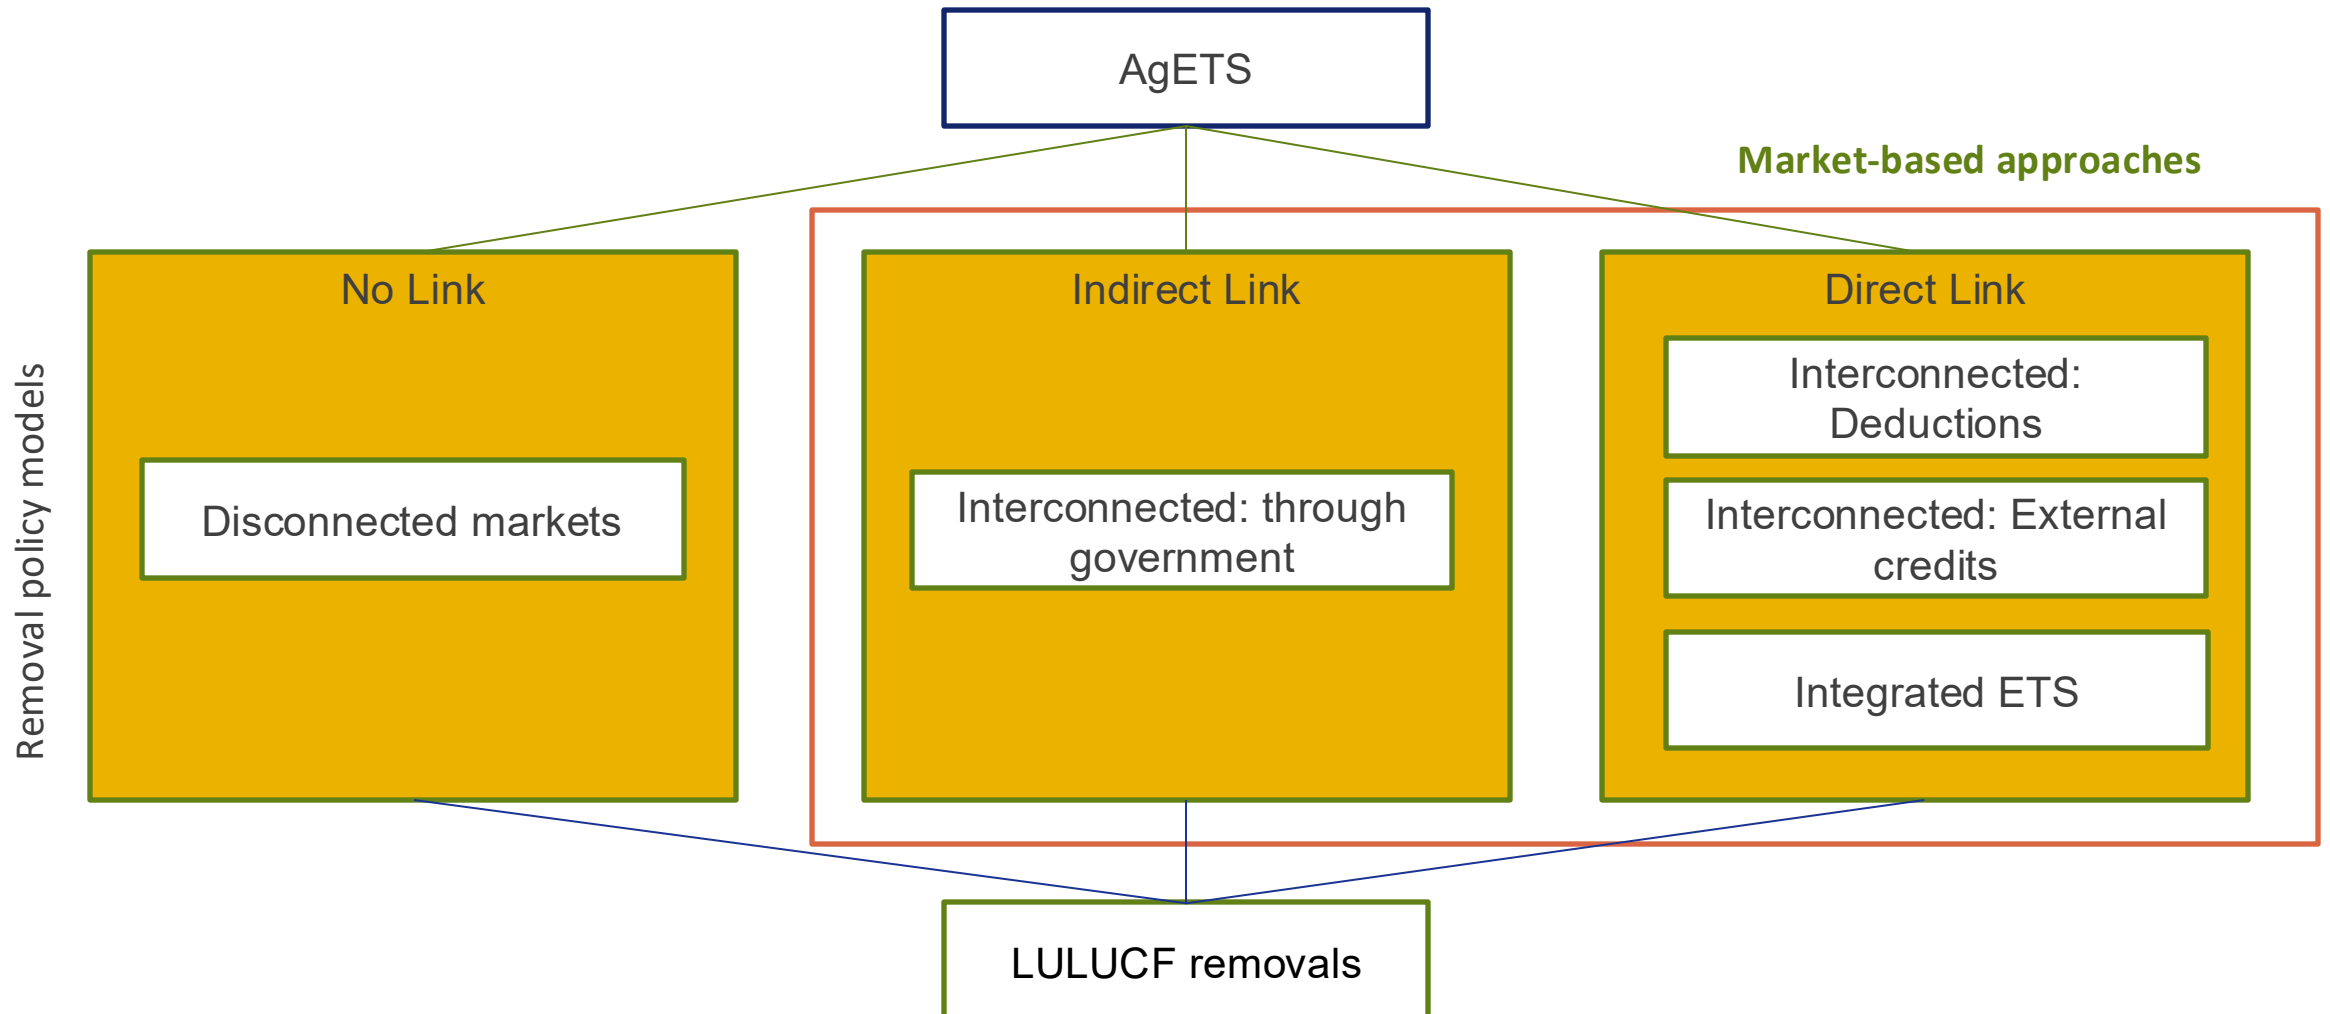 AgETS
Market-based approaches
Removal policy models
No Link
Disconnected markets
Indirect Link
Interconnected: through
government
Direct Link
Interconnected:
Deductions
Interconnected: External
credits
Integrated ETS
LULUCF removals